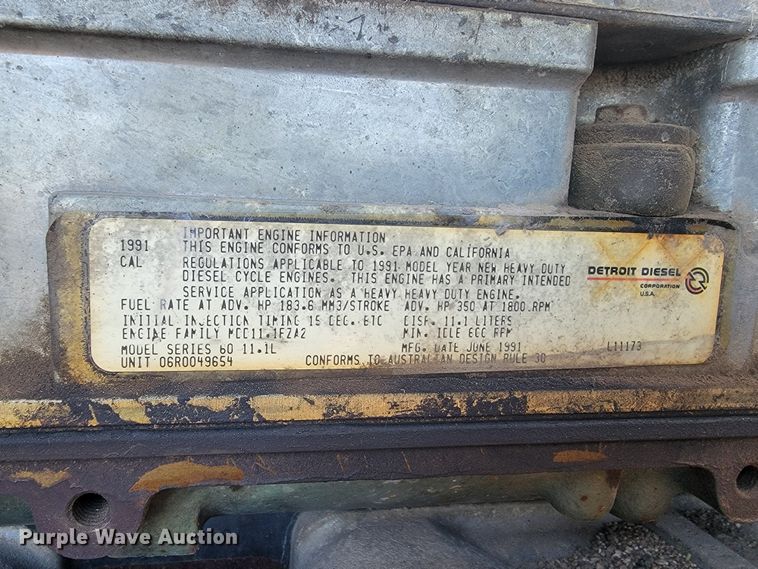 IMPORTANT ENGINE INFORMATION
1991 THIS ENGINE CONFORMS TO U.S. EPA AND CALIFORNIA
CAL REGULATIONS APPLICABLE TO 1991 MODEL YEAR NEW HEAVY DUTY
DIESEL CYCLE ENGINES. THIS ENGINE HAS A PRIMARY INTENDED
SERVICE APPLICATION AS A HEAVY HEAVY DUTY ENGINE.
FUEL RATE AT ADV. HP 183.6 MM3/STROKE ADV. HP 350 AT 1800 RPM
INITIAL INJECTION TIMING 15 DEG. BTC DISP. 11.1 LITERS
ENGINE FAMILY MDD11.1FZA2 MIN. IDLE 600 RPM
MODEL SERIES 60 11.1L MFG. DATE JUNE 1991 L11173
UNIT 06R0049654 CONFORMS TO AUSTRALIAN DESIGN RULE 30
DETROIT DIESEL
CORPORATION
U.S.A.
Purple Wave Auction